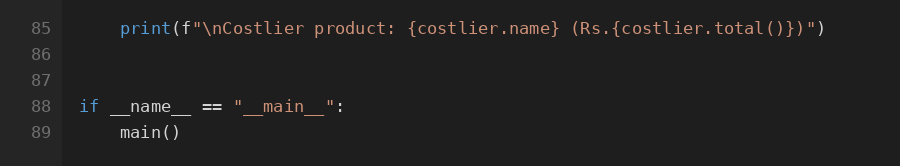 85 print(f"\nCostlier product: {costlier.name} (Rs.{costlier.total()})")
86
87
88 if __name__ == "__main__":
89 main()